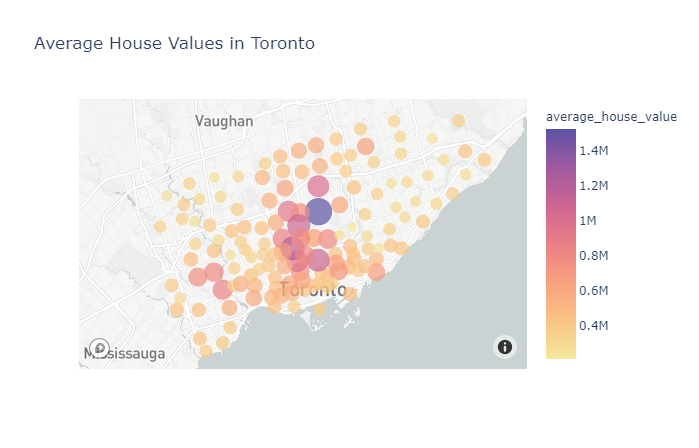 Average House Values in Toronto
Vaughan
Toronto
Mississauga
average_house_value
1.4M
1.2M
1M
0.8M
0.6M
0.4M